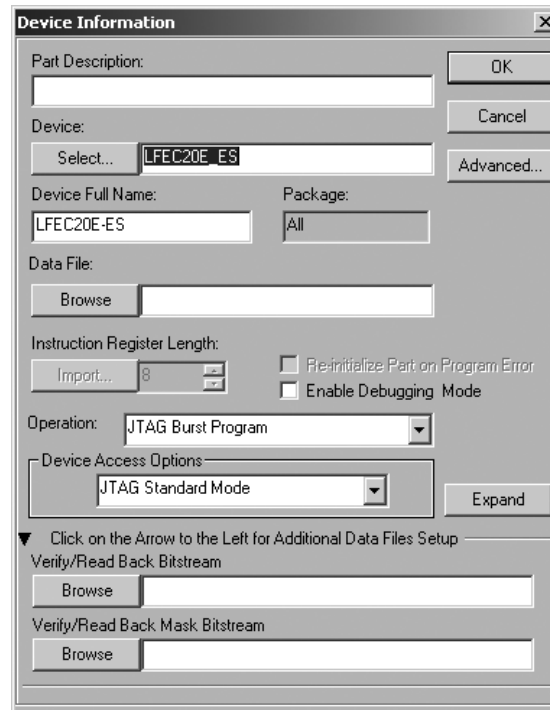 Device Information
Part Description:
OK
Cancel
Device:
Select... LFEC20E_ES
Advanced...
Device Full Name: Package:
LFEC20E-ES All
Data File:
Browse
Instruction Register Length:
Import... 8
Re-initialize Part on Program Error
Enable Debugging Mode
Operation: JTAG Burst Program
Device Access Options
JTAG Standard Mode
Expand
Click on the Arrow to the Left for Additional Data Files Setup
Verify/Read Back Bitstream
Browse
Verify/Read Back Mask Bitstream
Browse